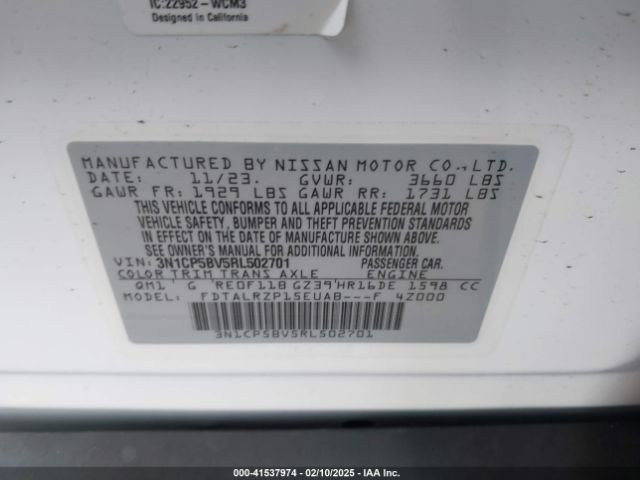 IC:22952-WCM3
Designed in California
MANUFACTURED BY NISSAN MOTOR CO.,LTD.
DATE: 11/23. GVWR: 3660 LBS
GAWR FR: 1929 LBS GAWR RR: 1731 LBS
THIS VEHICLE CONFORMS TO ALL APPLICABLE FEDERAL MOTOR
VEHICLE SAFETY, BUMPER AND THEFT PREVENTION STANDARDS
IN EFFECT ON THE DATE OF MANUFACTURE SHOWN ABOVE.
SEE OWNER'S MANUAL FOR MORE INFORMATION.
VIN: 3N1CP5BV5RL502701 PASSENGER CAR.
COLOR TRIM TRANS AXLE ENGINE
QM1 G RE0F11B GZ39 HR16DE 1598 CC
MODEL: FDTALRZP15EUAB---F 4Z000
3N1CP5BV5RL502701
000-41537974 - 02/10/2025 - IAA Inc.